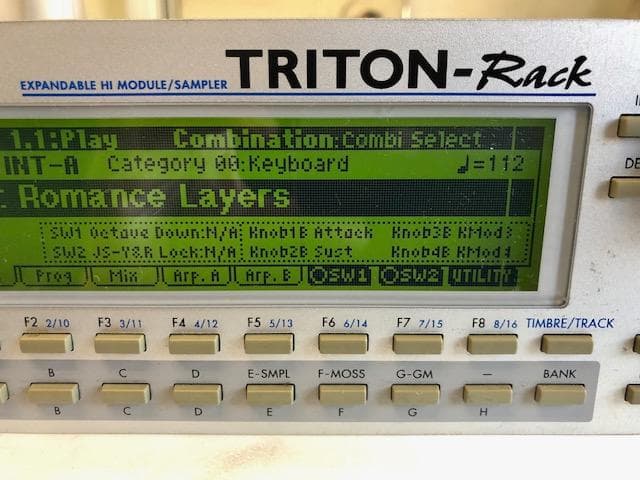 TRITON-Rack
EXPANDABLE HI MODULE/SAMPLER
1.1:Play Combination:Combi Select
INT-A Category 00:Keyboard ♩=112
: Romance Layers
SW1 Octave Down:N/A Knob1B Attack Knob3B KMod3
SW2 JS-Y&R Lock:N/A Knob2B Sust Knob4B KMod4
Prog Mix Arp. A Arp. B SW1 SW2 UTILITY
F2 2/10 F3 3/11 F4 4/12 F5 5/13 F6 6/14 F7 7/15 F8 8/16 TIMBRE/TRACK
B C D E-SMPL F-MOSS G-GM — BANK
B C D E F G H